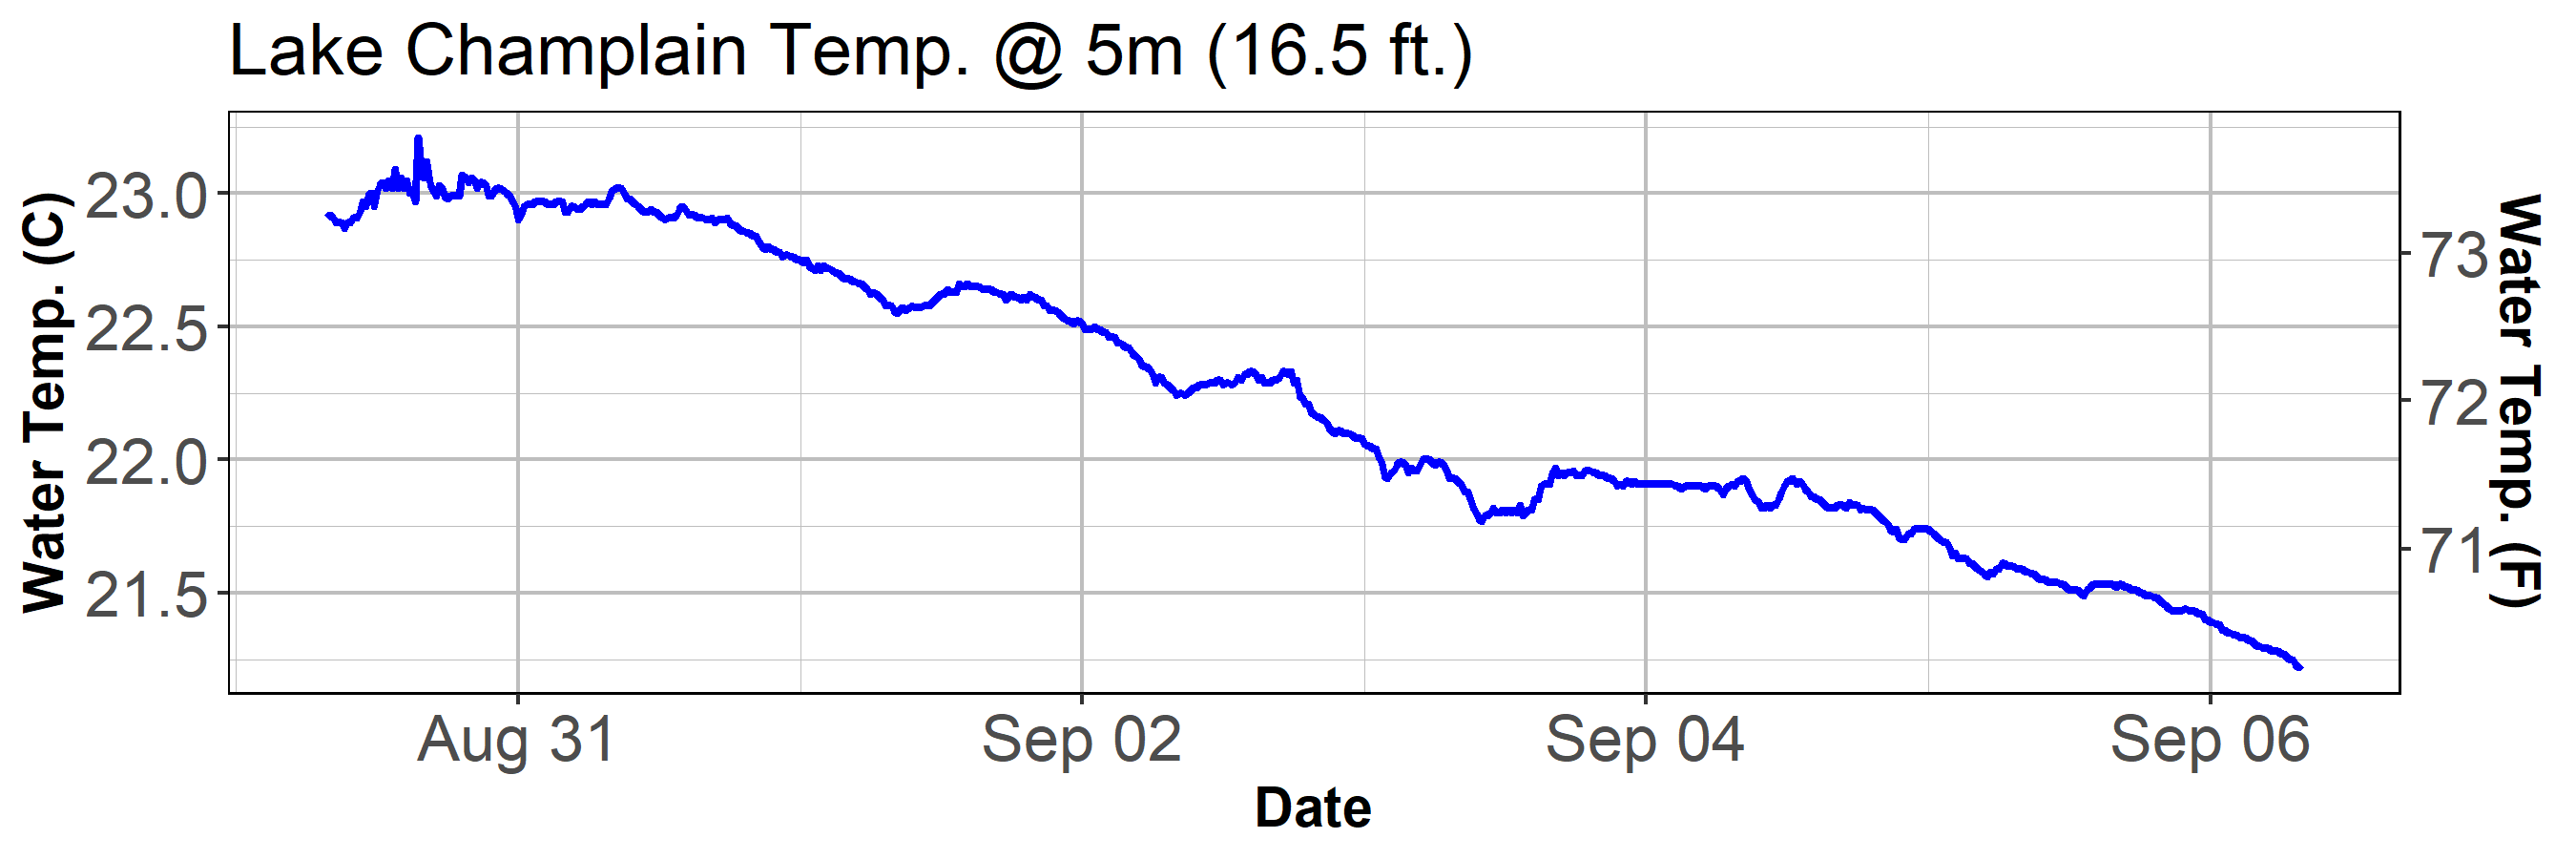 Lake Champlain Temp. @ 5m (16.5 ft.)
Water Temp. (C)
23.0
22.5
22.0
21.5
73
72
71
Water Temp. (F)
Aug 31 Sep 02 Sep 04 Sep 06
Date